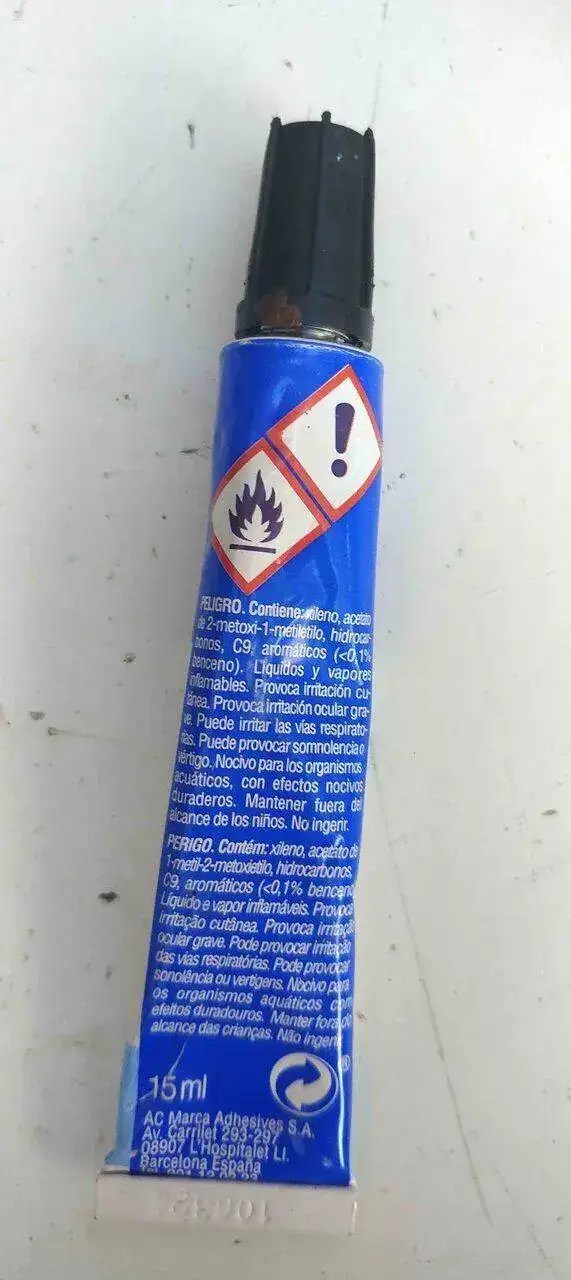 PELIGRO. Contiene: xileno, acetato
de 2-metoxi-1-metiletilo, hidrocar-
bonos, C9, aromáticos (<0,1%
benceno). Líquidos y vapores
inflamables. Provoca irritación cu-
tánea. Provoca irritación ocular gra-
ve. Puede irritar las vías respirato-
rias. Puede provocar somnolencia o
vértigo. Nocivo para los organismos
acuáticos, con efectos nocivos
duraderos. Mantener fuera del
alcance de los niños. No ingerir.
PERIGO. Contém: xileno, acetato de
1-metil-2-metoxietilo, hidrocarbonos,
C9, aromáticos (<0,1% benceno
Líquido e vapor inflamáveis. Provoca
irritação cutânea. Provoca irritação
ocular grave. Pode provocar irritação
das vias respiratórias. Pode provocar
sonolência ou vertigens. Nocivo para
os organismos aquáticos com
efeitos duradouros. Manter fora do
alcance das crianças. Não ingerir
®
15 ml
AC Marca Adhesives S.A.
Av. Carrilet 293-297
08907 L'Hospitalet Ll.
Barcelona España